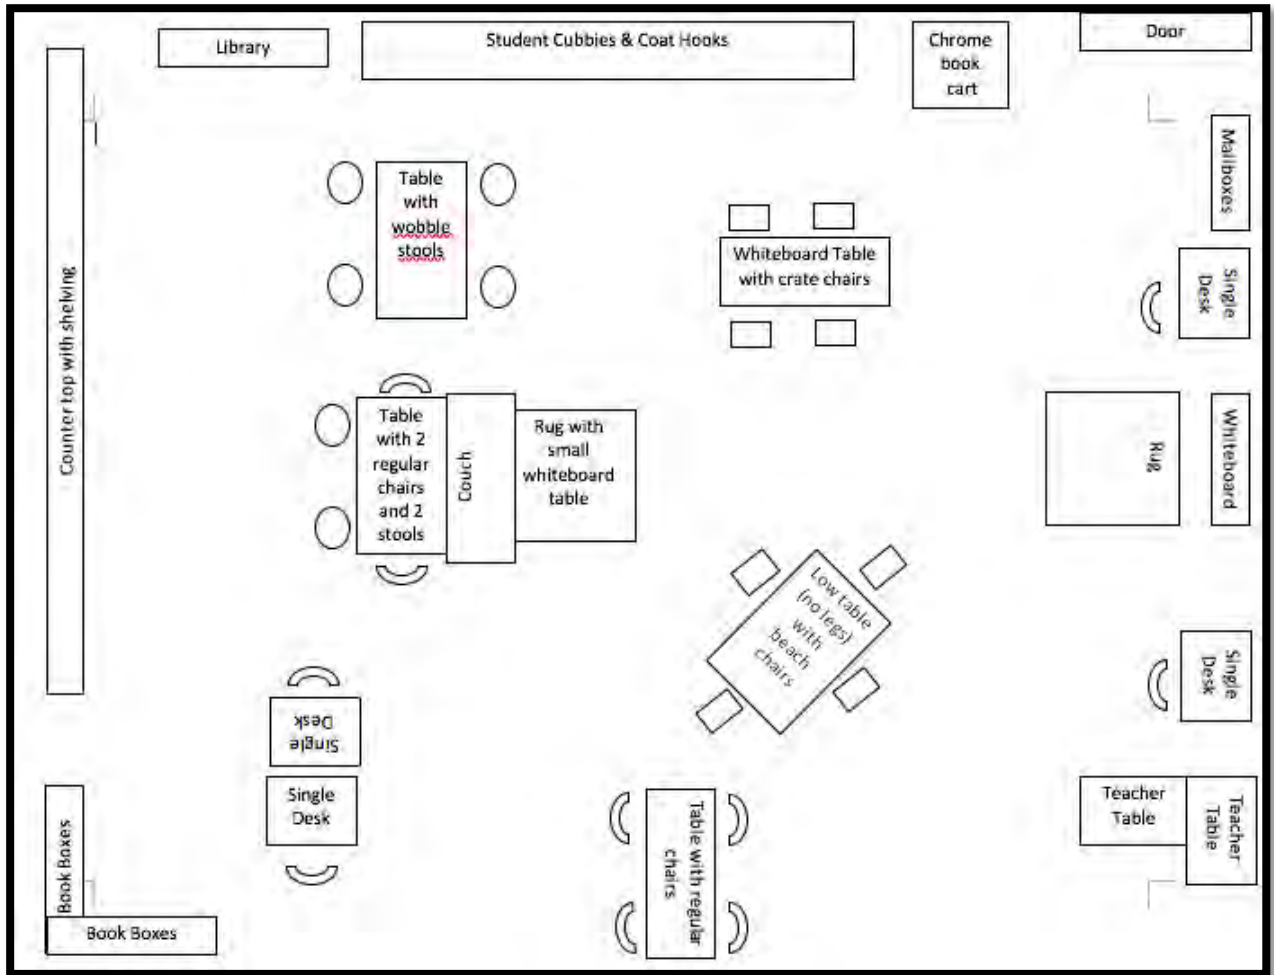 Library
Student Cubbies & Coat Hooks
Chrome
book
cart
Door
Counter top with shelving
Table
with
wobble
stools
Whiteboard Table
with crate chairs
Mailboxes
Single
Desk
Table
with 2
regular
chairs
and 2
stools
Couch
Rug with
small
whiteboard
table
Rug
Whiteboard
Low table
(no legs)
with
beach
chairs
Single
Desk
Single
Desk
Single
Desk
Book Boxes
Book Boxes
Table with regular
chairs
Teacher
Table
Teacher
Table